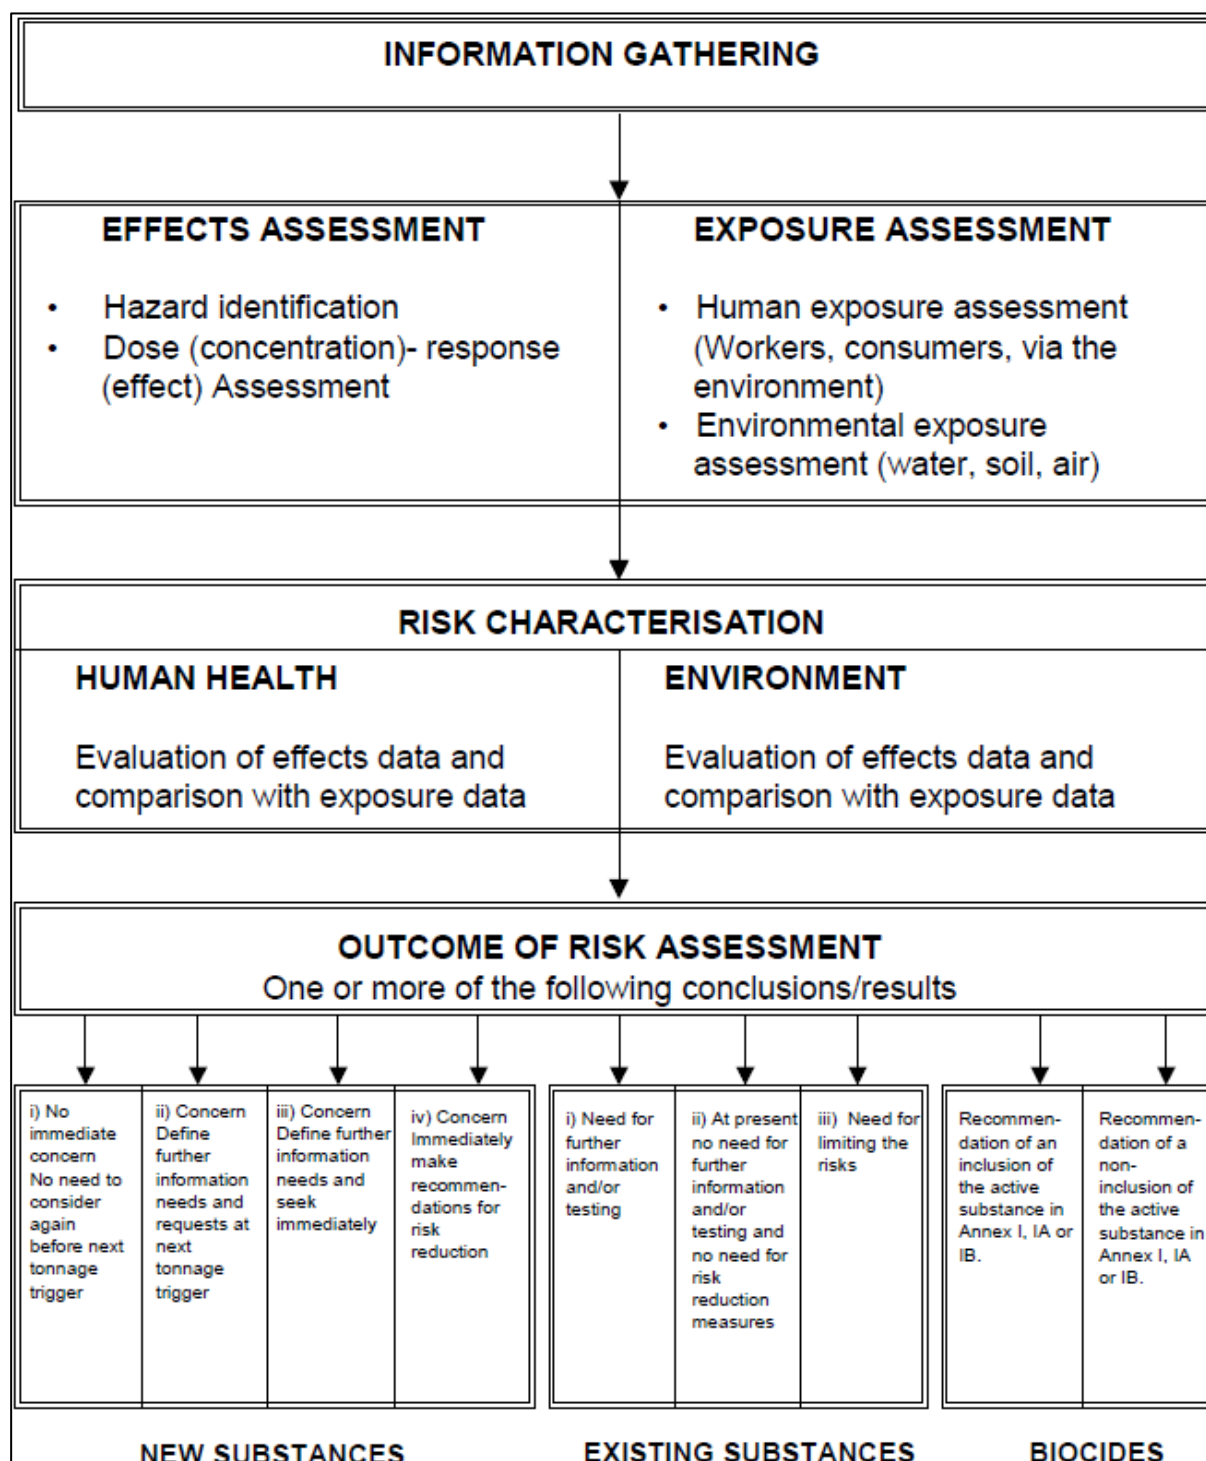 INFORMATION GATHERING
EFFECTS ASSESSMENT
• Hazard identification
• Dose (concentration)- response
(effect) Assessment
EXPOSURE ASSESSMENT
• Human exposure assessment
(Workers, consumers, via the
environment)
• Environmental exposure
assessment (water, soil, air)
RISK CHARACTERISATION
HUMAN HEALTH
Evaluation of effects data and
comparison with exposure data
ENVIRONMENT
Evaluation of effects data and
comparison with exposure data
OUTCOME OF RISK ASSESSMENT
One or more of the following conclusions/results
i) No
immediate
concern
No need to
consider
again
before next
tonnage
trigger
ii) Concern
Define
further
information
needs and
requests at
next
tonnage
trigger
iii) Concern
Define further
information
needs and
seek
immediately
iv) Concern
Immediately
make
recommen-
dations for
risk
reduction
i) Need for
further
information
and/or
testing
ii) At present
no need for
further
information
and/or
testing and
no need for
risk
reduction
measures
iii) Need for
limiting the
risks
Recommen-
dation of an
inclusion of
the active
substance in
Annex I, IA or
IB.
Recommen-
dation of a
non-
inclusion of
the active
substance in
Annex I, IA
or IB.
NEW SUBSTANCES
EXISTING SUBSTANCES
BIOCIDES